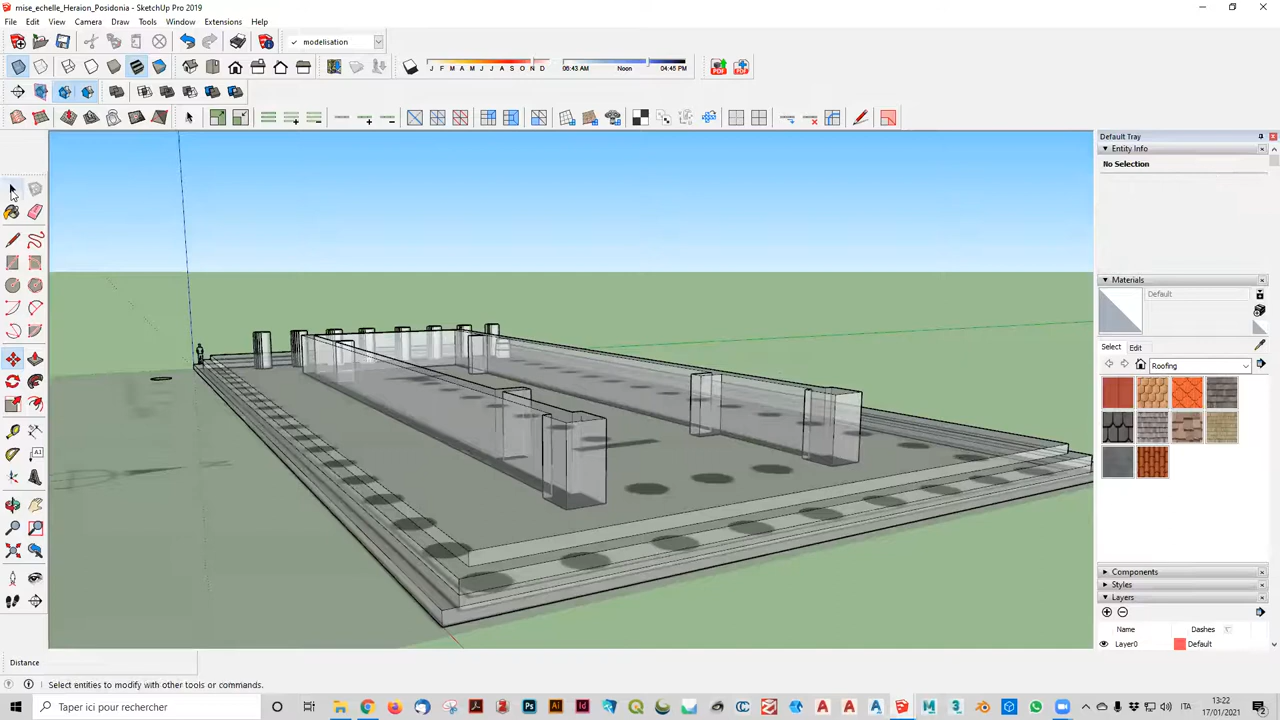 mise_echelle_Heraion_Posidonia - SketchUp Pro 2019
File Edit View Camera Draw Tools Window Extensions Help
modelisation
J F M A M J J A S O N D 06:43 AM Noon 04:45 PM
Default Tray
Entity Info
No Selection
Materials
Default
Select Edit
Roofing
Components
Styles
Layers
Name Dashes
Layer0 Default
Distance
Select entities to modify with other tools or commands.
Taper ici pour rechercher
ITA
13:22
17/01/2021